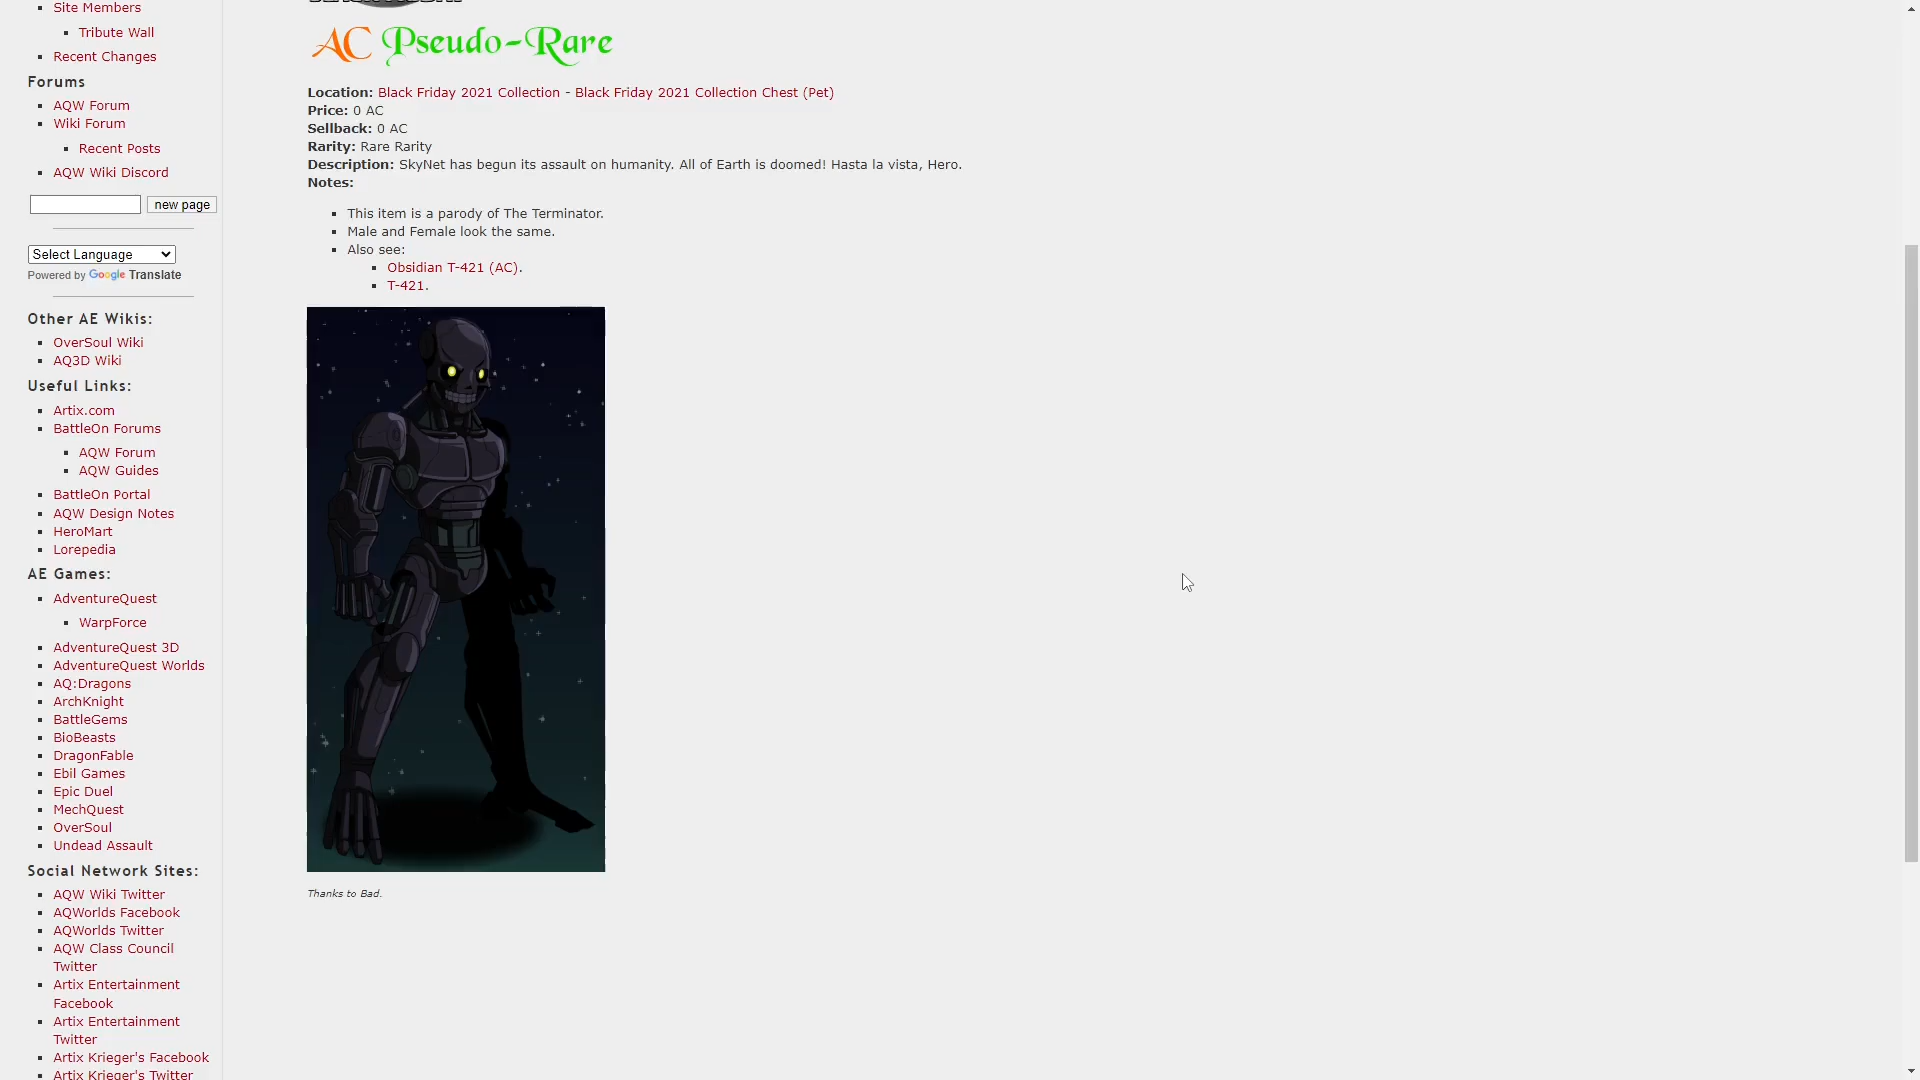 Site Members
Tribute Wall
Recent Changes
Forums
AQW Forum
Wiki Forum
Recent Posts
AQW Wiki Discord
new page
Select Language
Powered by Google Translate
Other AE Wikis:
OverSoul Wiki
AQ3D Wiki
Useful Links:
Artix.com
BattleOn Forums
AQW Forum
AQW Guides
BattleOn Portal
AQW Design Notes
HeroMart
Lorepedia
AE Games:
AdventureQuest
WarpForce
AdventureQuest 3D
AdventureQuest Worlds
AQ:Dragons
ArchKnight
BattleGems
BioBeasts
DragonFable
Ebil Games
Epic Duel
MechQuest
OverSoul
Undead Assault
Social Network Sites:
AQW Wiki Twitter
AQWorlds Facebook
AQWorlds Twitter
AQW Class Council
Twitter
Artix Entertainment
Facebook
Artix Entertainment
Twitter
Artix Krieger's Facebook
Artix Krieger's Twitter
AC Pseudo-Rare
Location: Black Friday 2021 Collection - Black Friday 2021 Collection Chest (Pet)
Price: 0 AC
Sellback: 0 AC
Rarity: Rare Rarity
Description: SkyNet has begun its assault on humanity. All of Earth is doomed! Hasta la vista, Hero.
Notes:
This item is a parody of The Terminator.
Male and Female look the same.
Also see:
Obsidian T-421 (AC).
T-421.
Thanks to Bad.